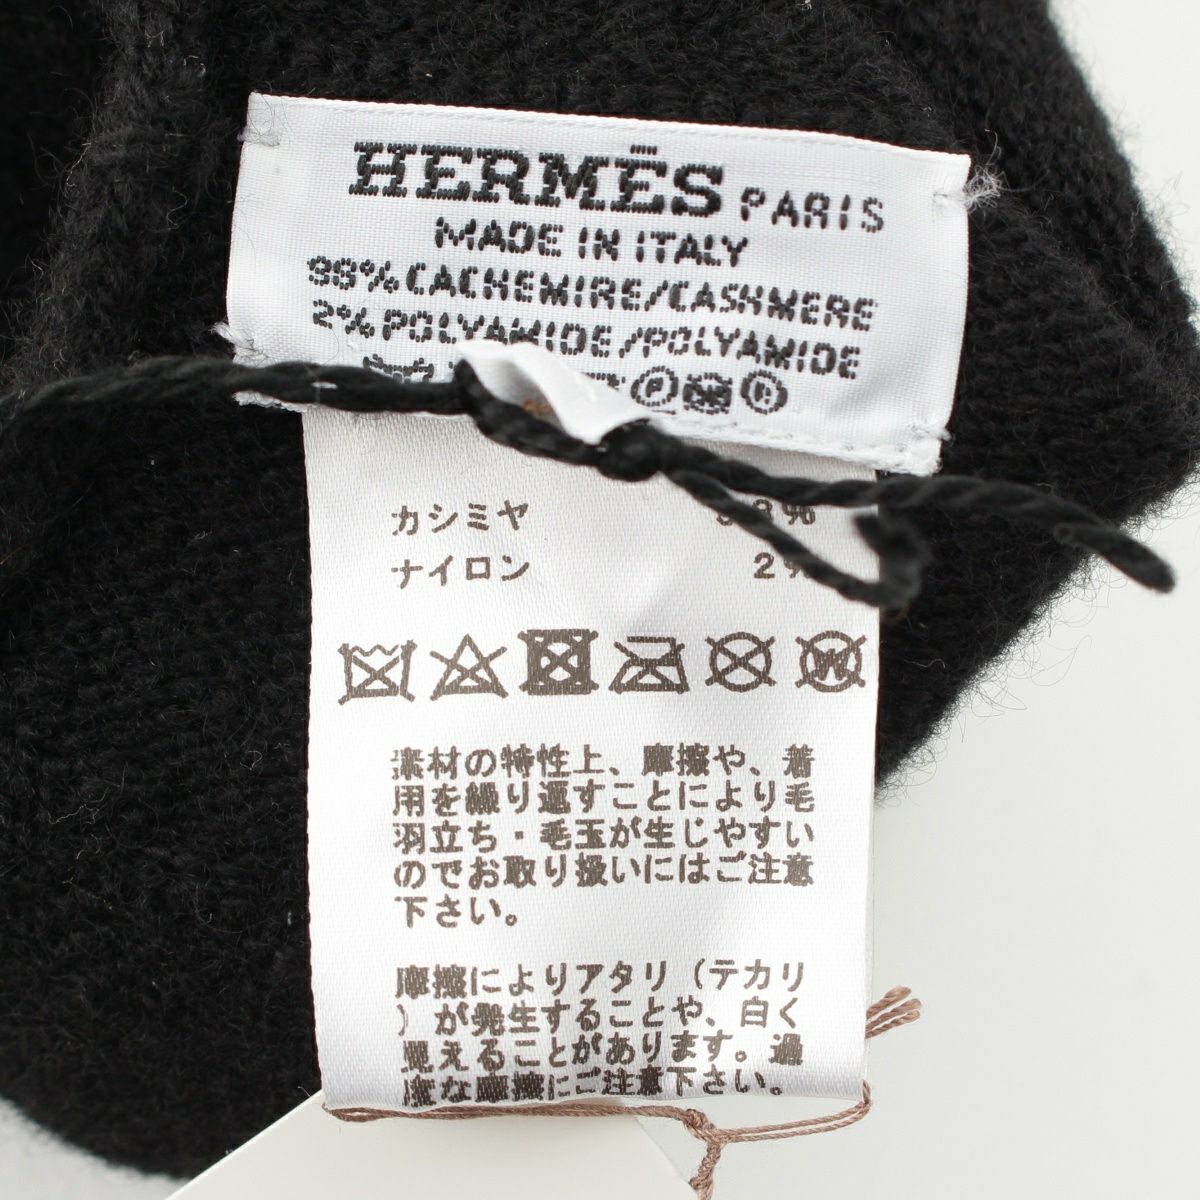 HERMÈS PARIS
MADE IN ITALY
98% CACHEMIRE/CASHMERE
2% POLYAMIDE/POLYAMIDE
カシミヤ
ナイロン 2%
素材の特性上、摩擦や、着
用を繰り返すことにより毛
羽立ち・毛玉が生じやすい
のでお取り扱いにはご注意
下さい。
摩擦によりアタリ（テカリ
）が発生することや、白く
見えることがあります。過
度な摩擦にご注意下さい。